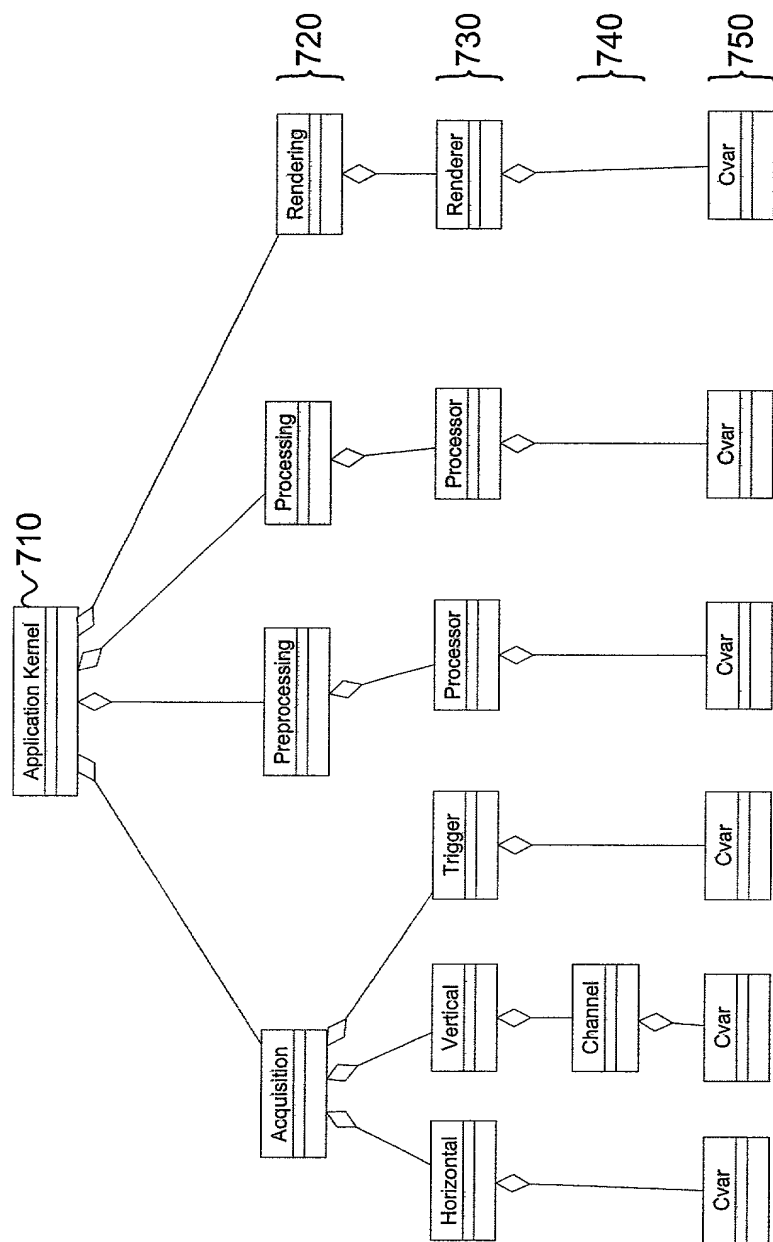 Application Kernel
710
Acquisition
Preprocessing
Processing
Rendering
720
Horizontal
Vertical
Trigger
Processor
Processor
Renderer
730
Channel
740
Cvar
Cvar
Cvar
Cvar
Cvar
Cvar
750